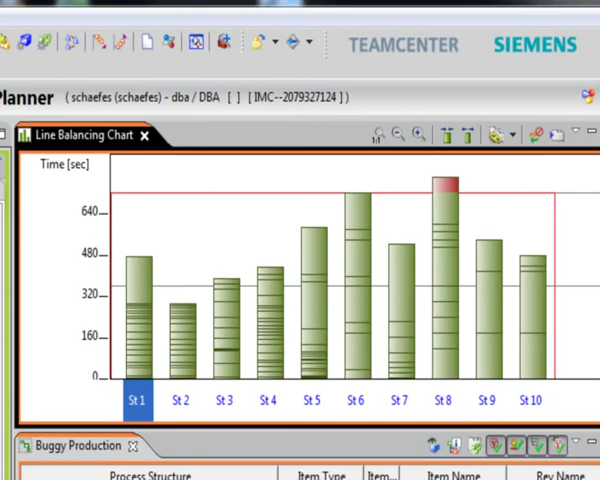 TEAMCENTER SIEMENS
Planner ( schaefes (schaefes) - dba / DBA [ ] [ IMC--2079327124 ] )
Line Balancing Chart
Time [sec]
640
480
320
160
0
St 1 St 2 St 3 St 4 St 5 St 6 St 7 St 8 St 9 St 10
Buggy Production
Process Structure Item Type Item... Item Name Rev Name